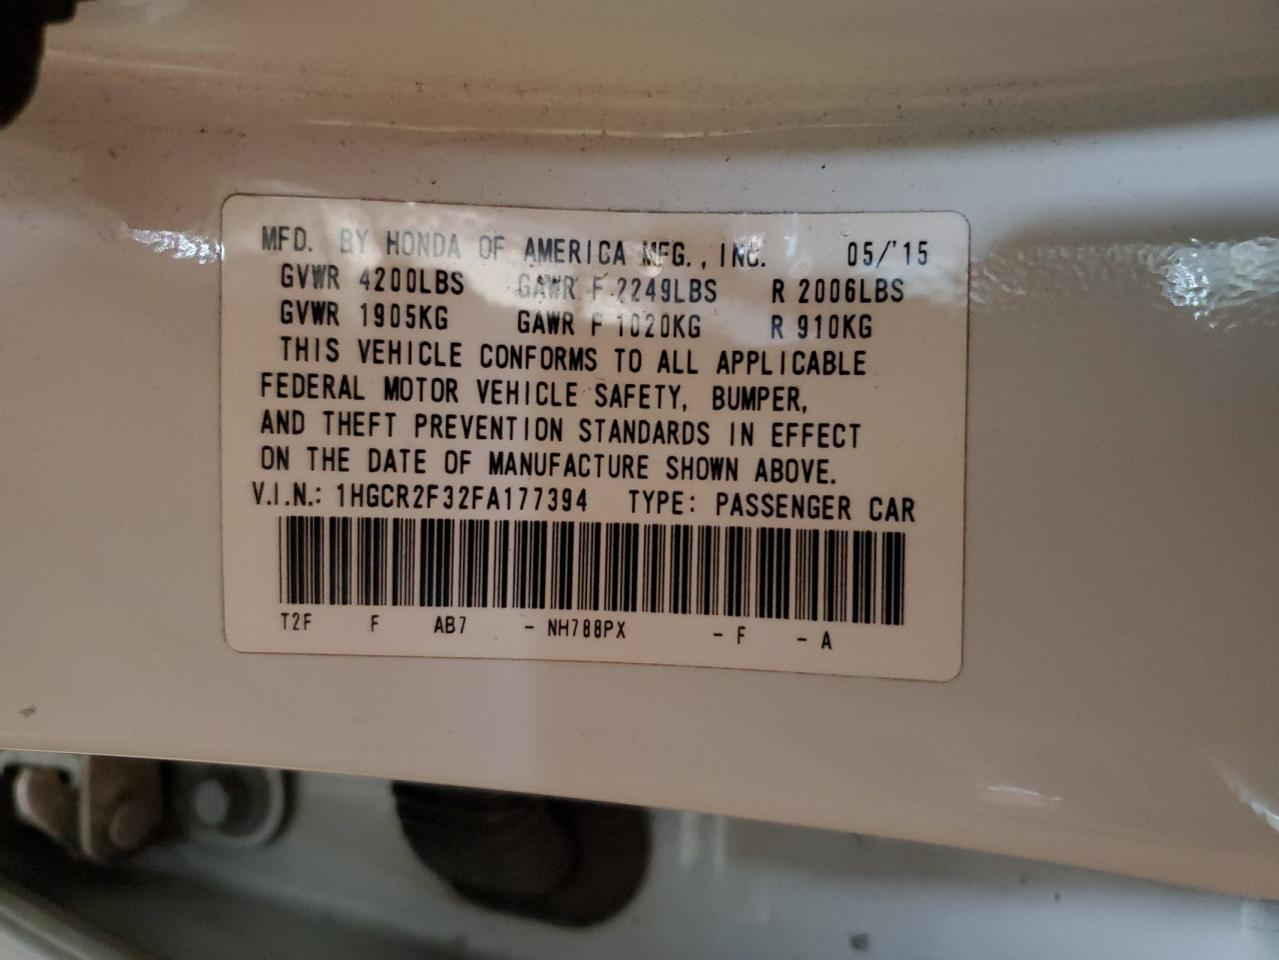 MFD. BY HONDA OF AMERICA MFG., INC. 05/'15
GVWR 4200LBS GAWR F 2249LBS R 2006LBS
GVWR 1905KG GAWR F 1020KG R 910KG
THIS VEHICLE CONFORMS TO ALL APPLICABLE
FEDERAL MOTOR VEHICLE SAFETY, BUMPER,
AND THEFT PREVENTION STANDARDS IN EFFECT
ON THE DATE OF MANUFACTURE SHOWN ABOVE.
V.I.N.: 1HGCR2F32FA177394 TYPE: PASSENGER CAR
T2F F AB7 - NH788PX - F - A